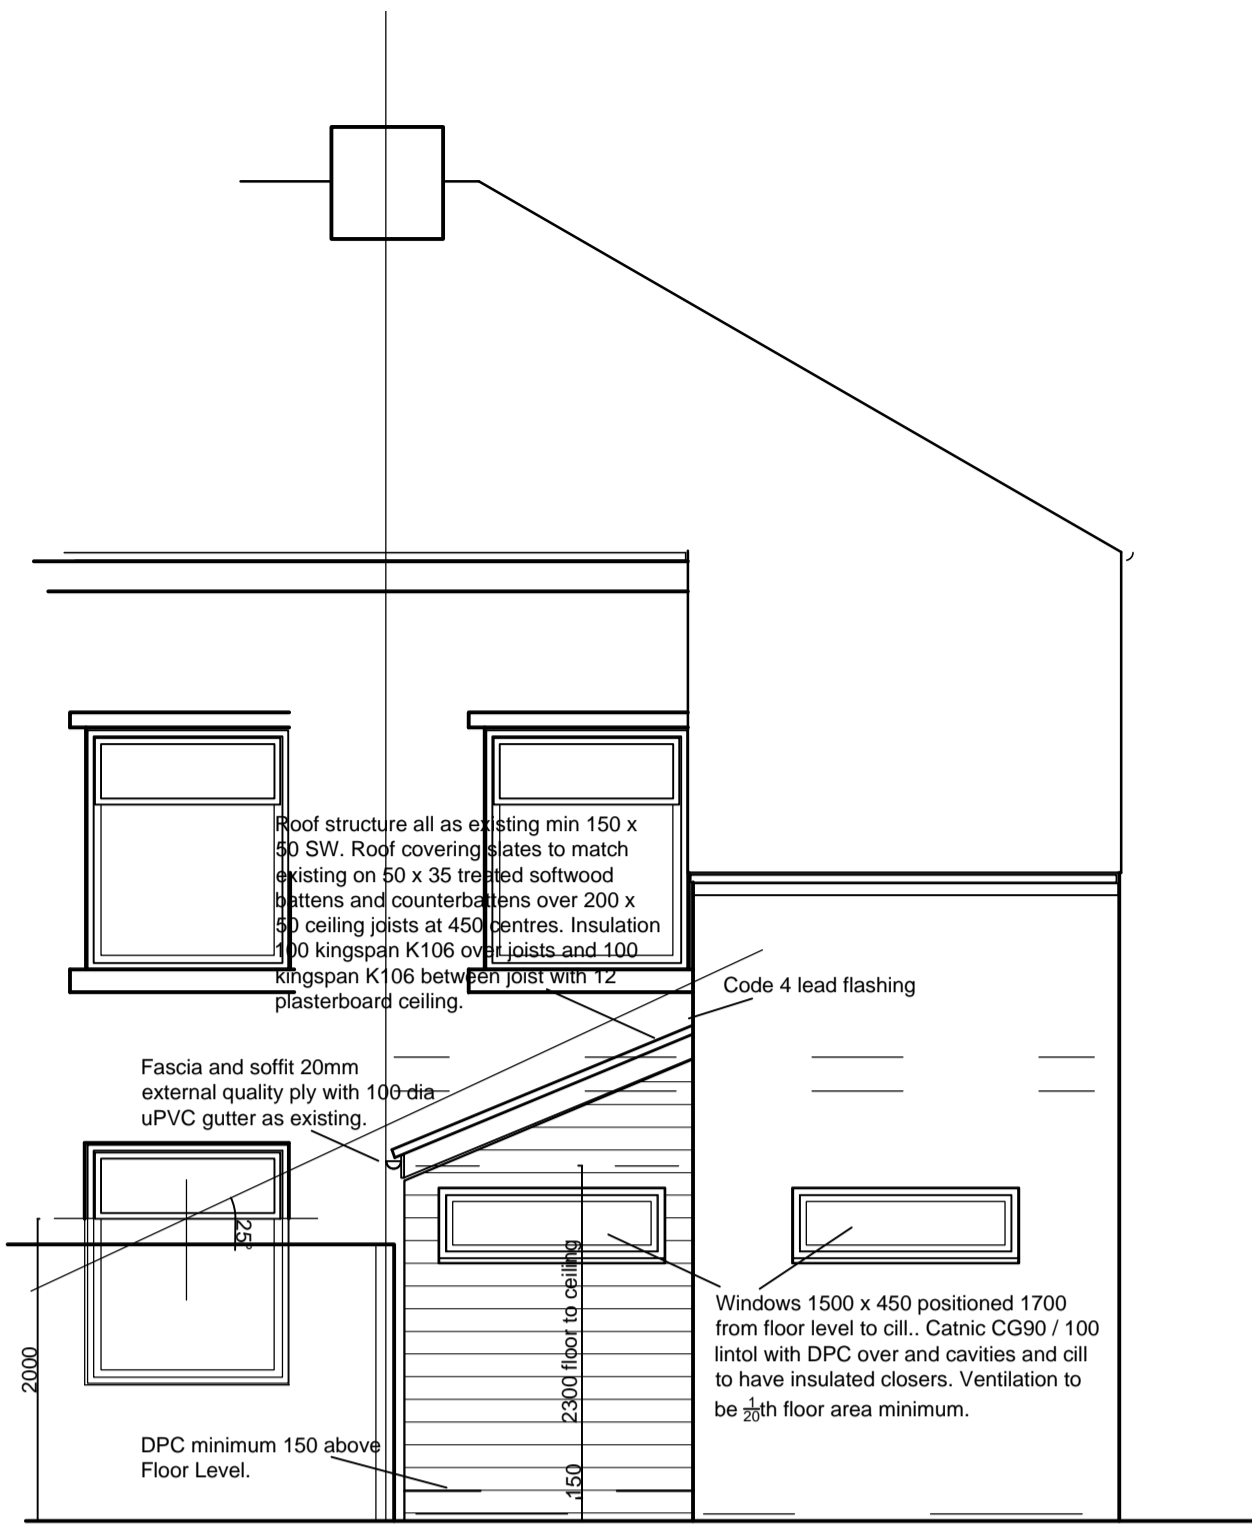 Roof structure all as existing min 150 x
50 SW. Roof covering slates to match
existing on 50 x 35 treated softwood
battens and counterbattens over 200 x
50 ceiling joists at 450 centres. Insulation
100 kingspan K106 over joists and 100
kingspan K106 between joist with 12
plasterboard ceiling.
Code 4 lead flashing
Fascia and soffit 20mm
external quality ply with 100 dia
uPVC gutter as existing.
25°
2000
2300 floor to ceiling
150
Windows 1500 x 450 positioned 1700
from floor level to cill.. Catnic CG90 / 100
lintol with DPC over and cavities and cill
to have insulated closers. Ventilation to
be 1/20th floor area minimum.
DPC minimum 150 above
Floor Level.